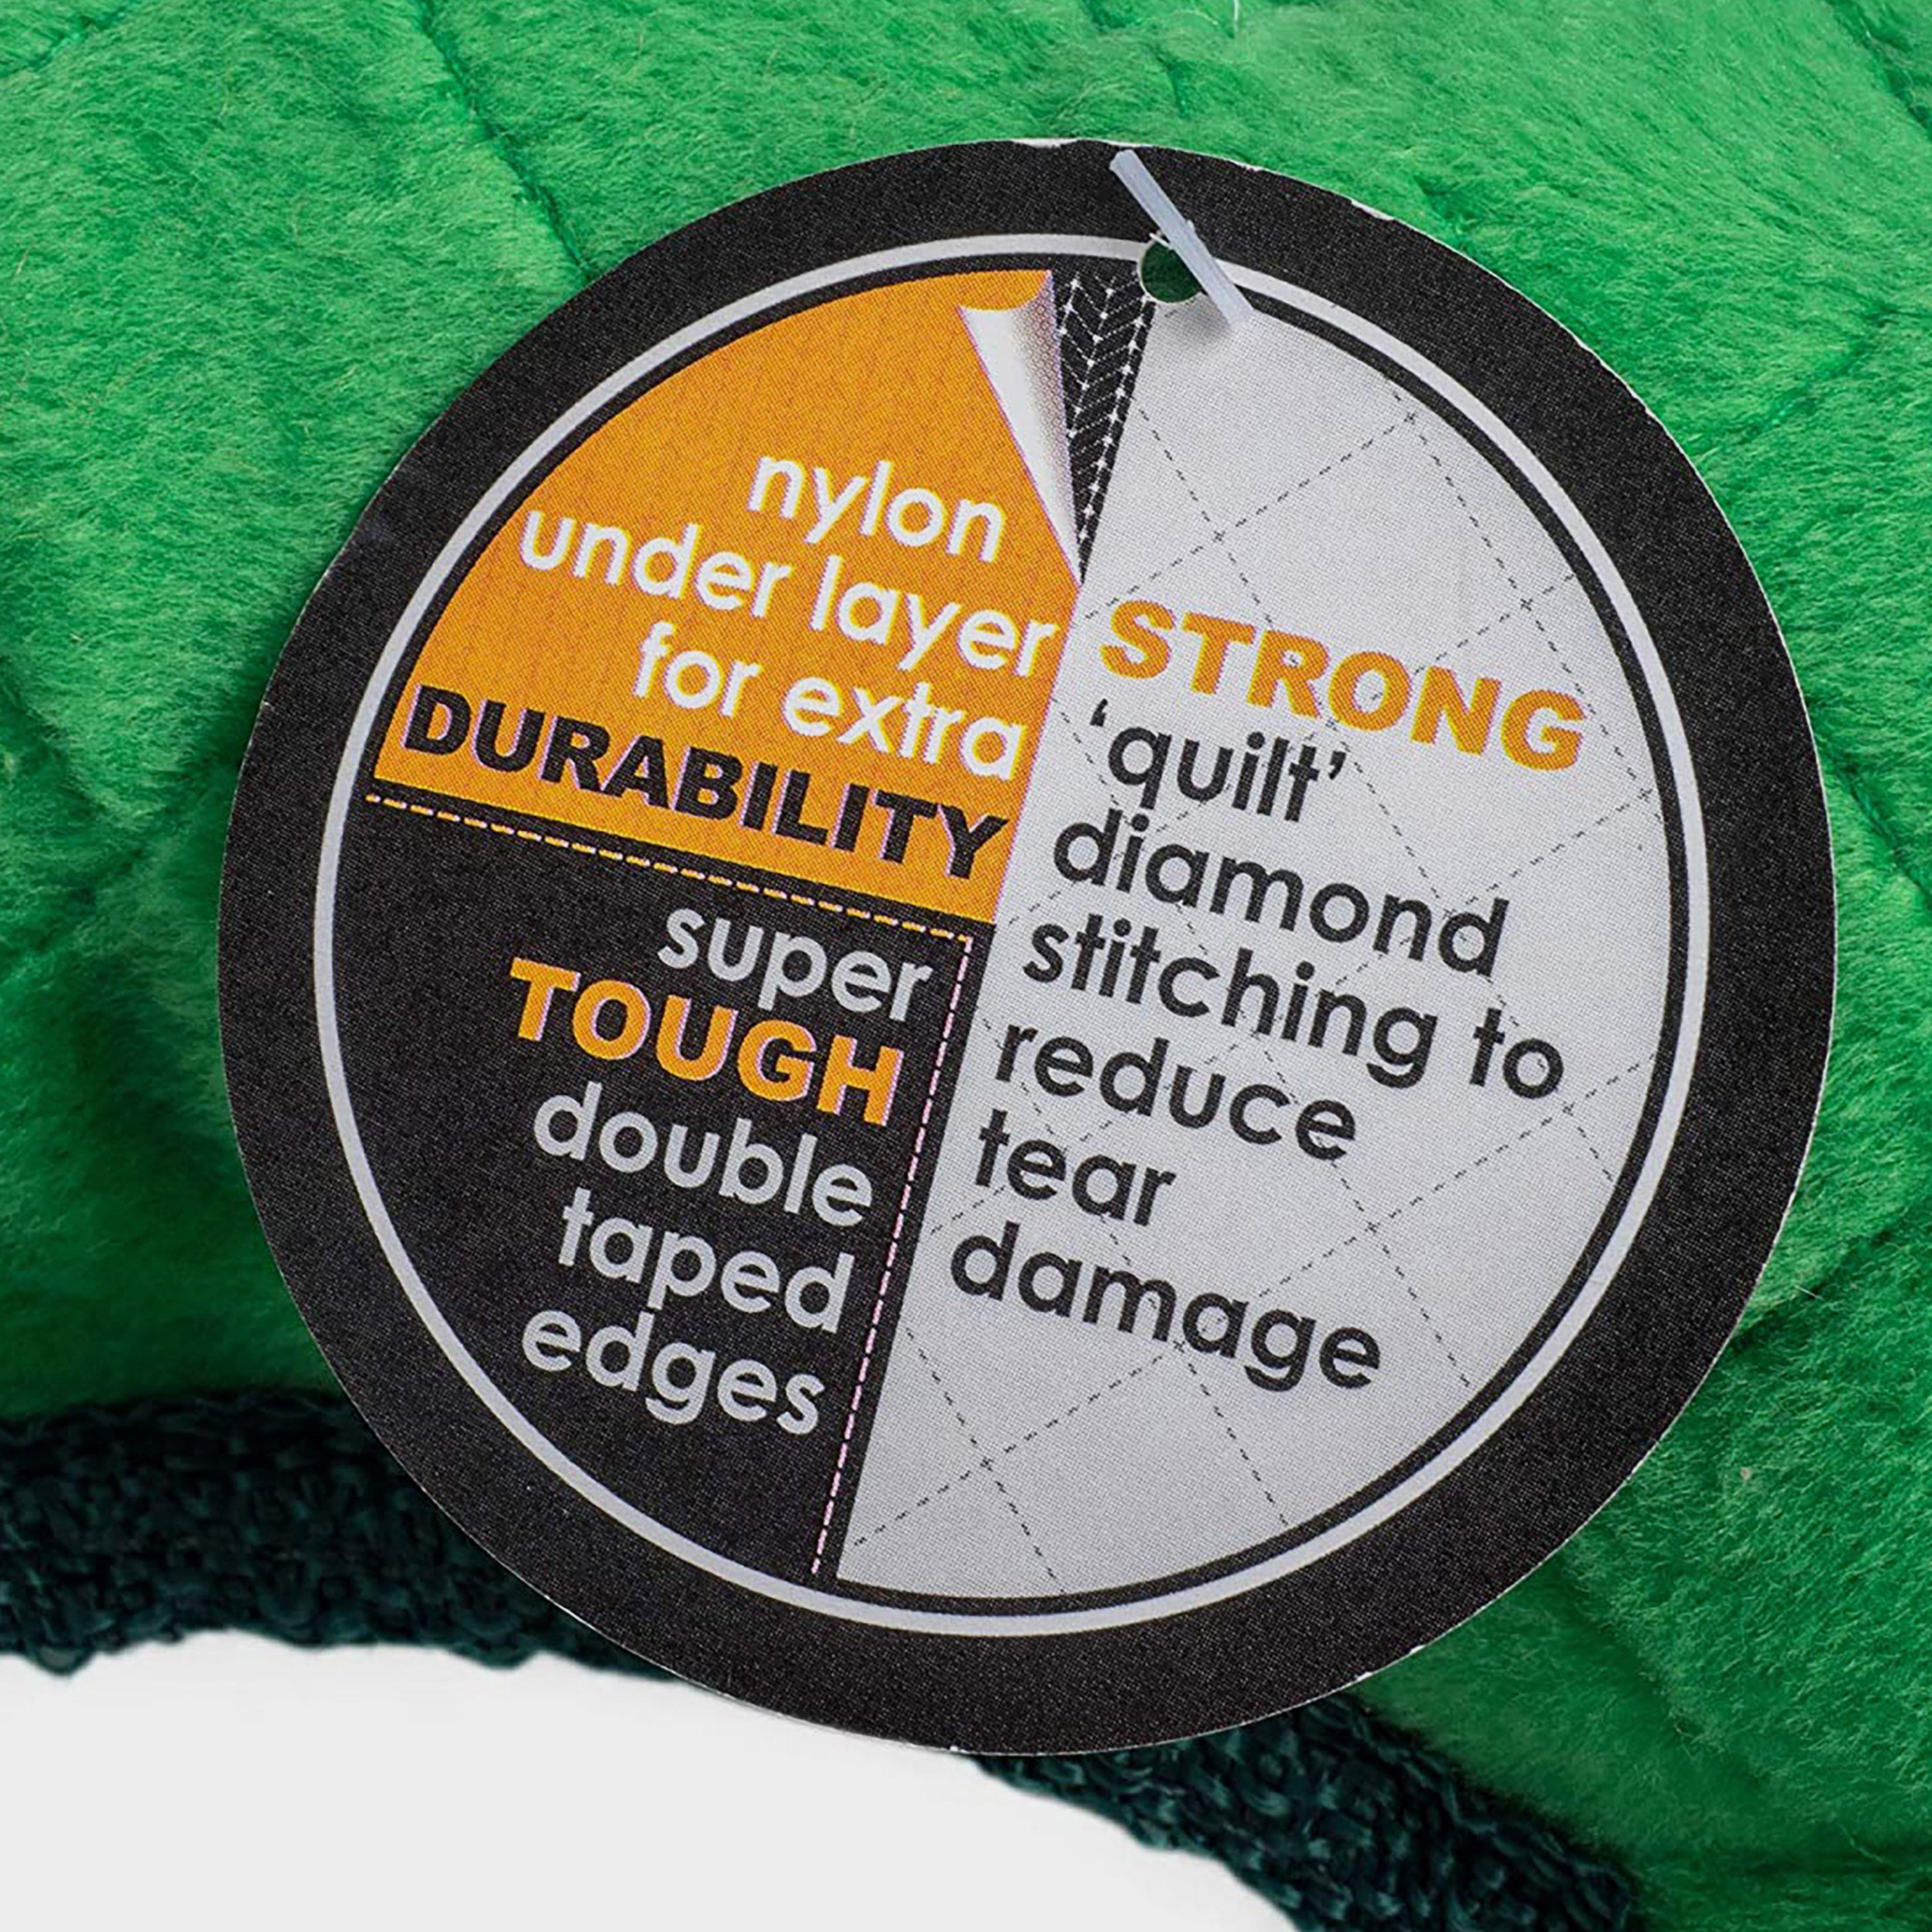 nylon
under layer
for extra
DURABILITY
super
TOUGH
double
taped
edges
STRONG
‘quilt’
diamond
stitching to
reduce
tear
damage